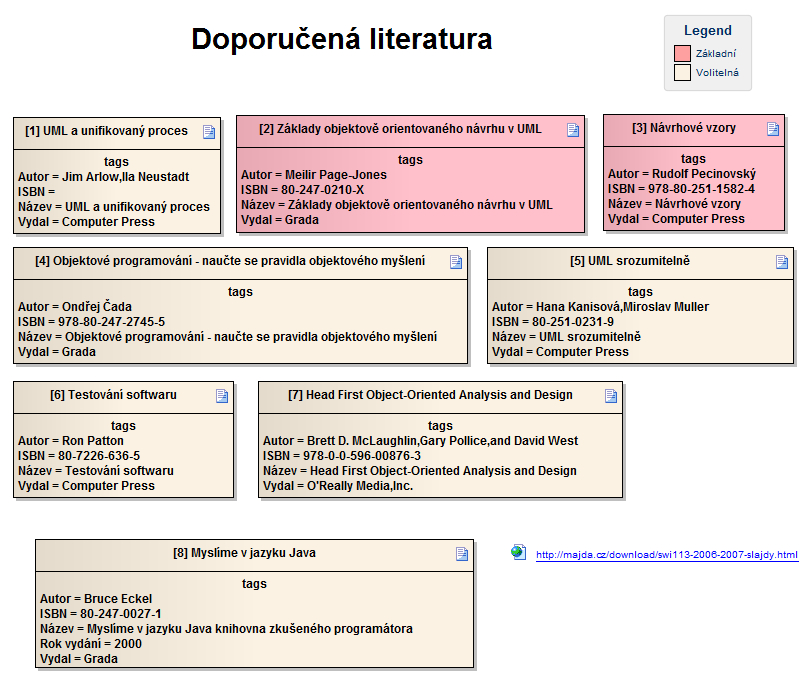 Doporučená literatura
Legend
Základní
Volitelná
[1] UML a unifikovaný proces
tags
Autor = Jim Arlow,Ila Neustadt
ISBN =
Název = UML a unifikovaný proces
Vydal = Computer Press
[2] Základy objektově orientovaného návrhu v UML
tags
Autor = Meilir Page-Jones
ISBN = 80-247-0210-X
Název = Základy objektově orientovaného návrhu v UML
Vydal = Grada
[3] Návrhové vzory
tags
Autor = Rudolf Pecinovský
ISBN = 978-80-251-1582-4
Název = Návrhové vzory
Vydal = Computer Press
[4] Objektové programování - naučte se pravidla objektového myšlení
tags
Autor = Ondřej Čada
ISBN = 978-80-247-2745-5
Název = Objektové programování - naučte se pravidla objektového myšlení
Vydal = Grada
[5] UML srozumitelně
tags
Autor = Hana Kanisová,Miroslav Muller
ISBN = 80-251-0231-9
Název = UML srozumitelně
Vydal = Computer Press
[6] Testování softwaru
tags
Autor = Ron Patton
ISBN = 80-7226-636-5
Název = Testování softwaru
Vydal = Computer Press
[7] Head First Object-Oriented Analysis and Design
tags
Autor = Brett D. McLaughlin,Gary Pollice,and David West
ISBN = 978-0-0-596-00876-3
Název = Head First Object-Oriented Analysis and Design
Vydal = O'Really Media,Inc.
[8] Myslíme v jazyku Java
tags
Autor = Bruce Eckel
ISBN = 80-247-0027-1
Název = Myslíme v jazyku Java knihovna zkušeného programátora
Rok vydání = 2000
Vydal = Grada
http://majda.cz/download/swi113-2006-2007-slajdy.html